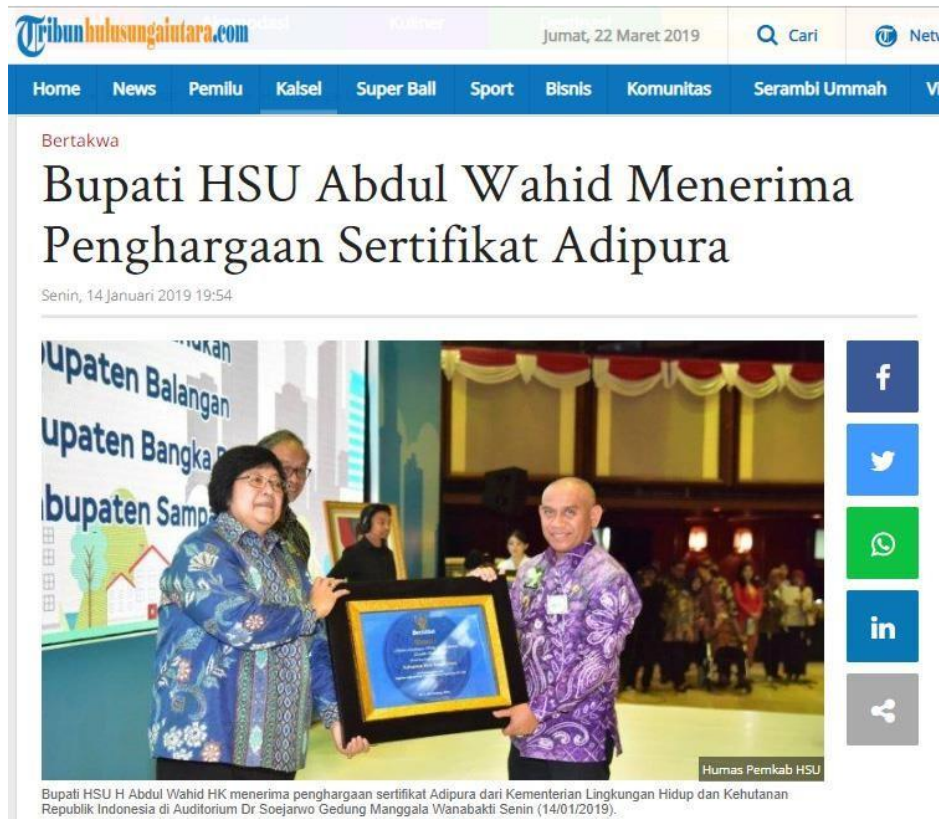 Tribunhulusungaiutara.com
Jumat, 22 Maret 2019
Cari
Home News Pemilu Kalsel Super Ball Sport Bisnis Komunitas Serambi Ummah
Bertakwa
Bupati HSU Abdul Wahid Menerima
Penghargaan Sertifikat Adipura
Senin, 14 Januari 2019 19:54
upaten Balangan
upaten Bangka
bupaten Samp
Sertifikat
f
in
Humas Pemkab HSU
Bupati HSU H Abdul Wahid HK menerima penghargaan sertifikat Adipura dari Kementerian Lingkungan Hidup dan Kehutanan
Republik Indonesia di Auditorium Dr Soejarwo Gedung Manggala Wanabakti Senin (14/01/2019).